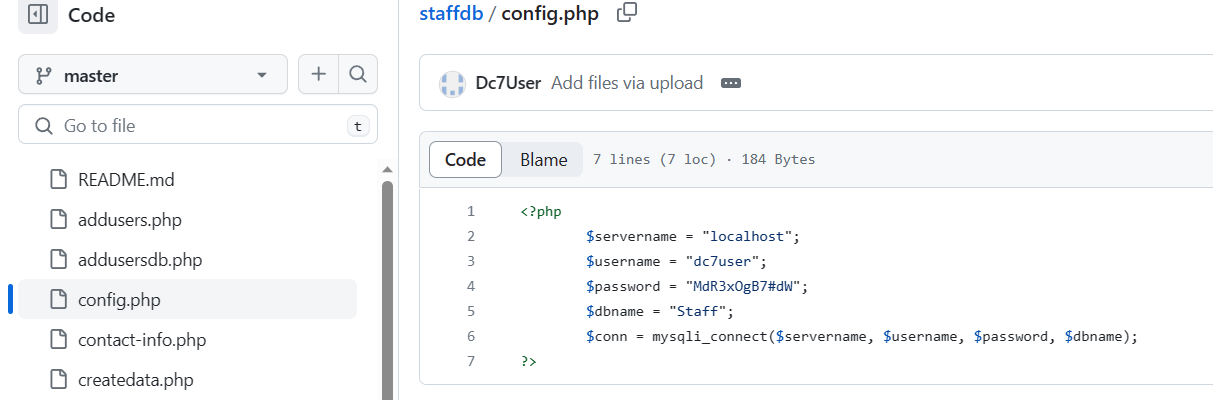 Code
master
Go to file
t
README.md
addusers.php
addusersdb.php
config.php
contact-info.php
createdata.php
staffdb / config.php
Dc7User Add files via upload
Code Blame 7 lines (7 loc) · 184 Bytes
1 <?php
2 $servername = "localhost";
3 $username = "dc7user";
4 $password = "MdR3xOgB7#dW";
5 $dbname = "Staff";
6 $conn = mysqli_connect($servername, $username, $password, $dbname);
7 ?>